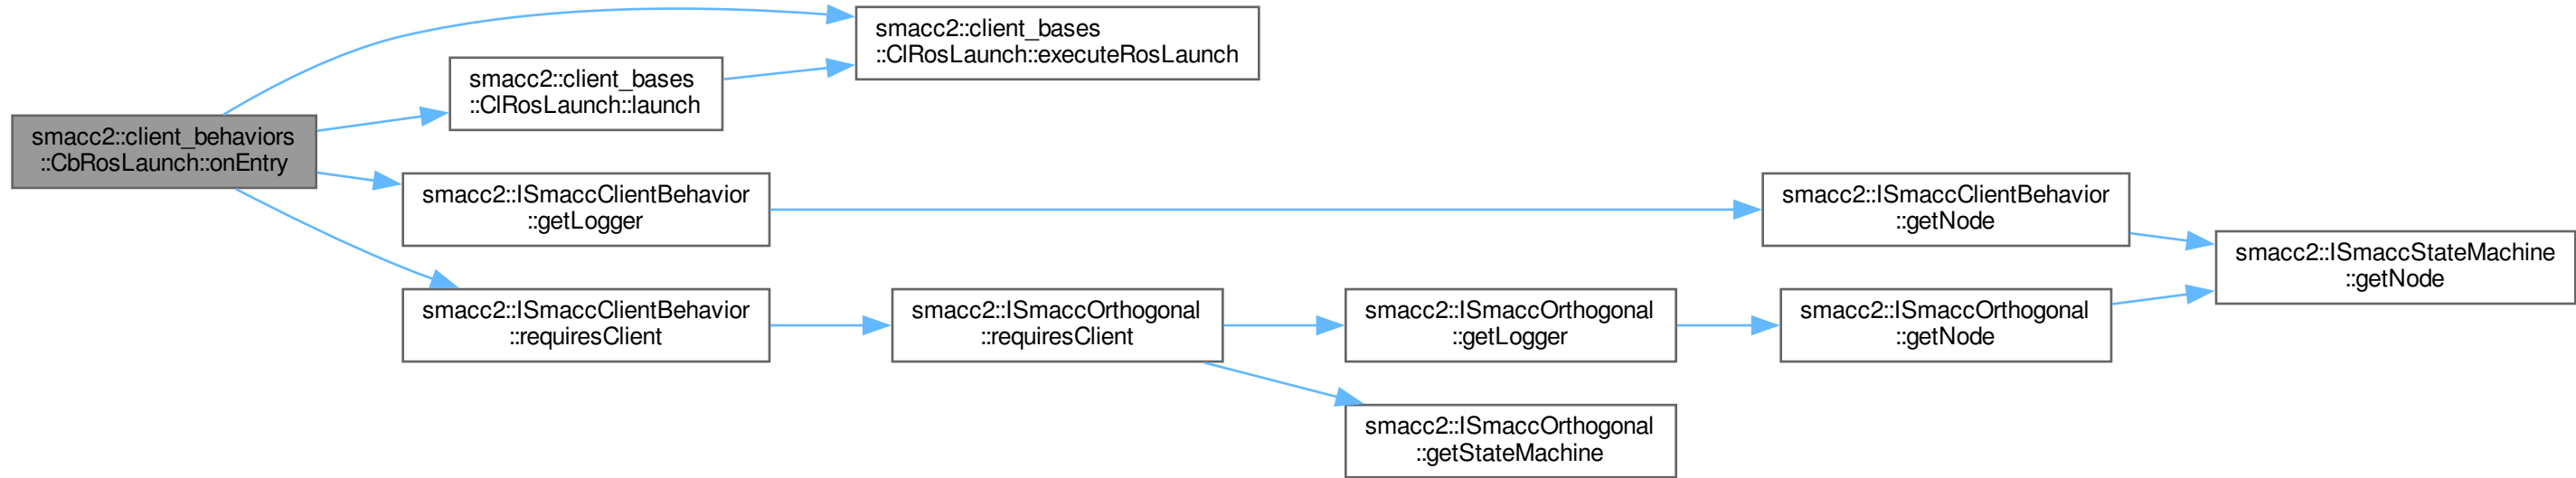 smacc2::client_behaviors
::CbRosLaunch::onEntry
smacc2::client_bases
::ClRosLaunch::executeRosLaunch
smacc2::client_bases
::ClRosLaunch::launch
smacc2::ISmaccClientBehavior
::getLogger
smacc2::ISmaccClientBehavior
::getNode
smacc2::ISmaccStateMachine
::getNode
smacc2::ISmaccClientBehavior
::requiresClient
smacc2::ISmaccOrthogonal
::requiresClient
smacc2::ISmaccOrthogonal
::getLogger
smacc2::ISmaccOrthogonal
::getNode
smacc2::ISmaccOrthogonal
::getStateMachine